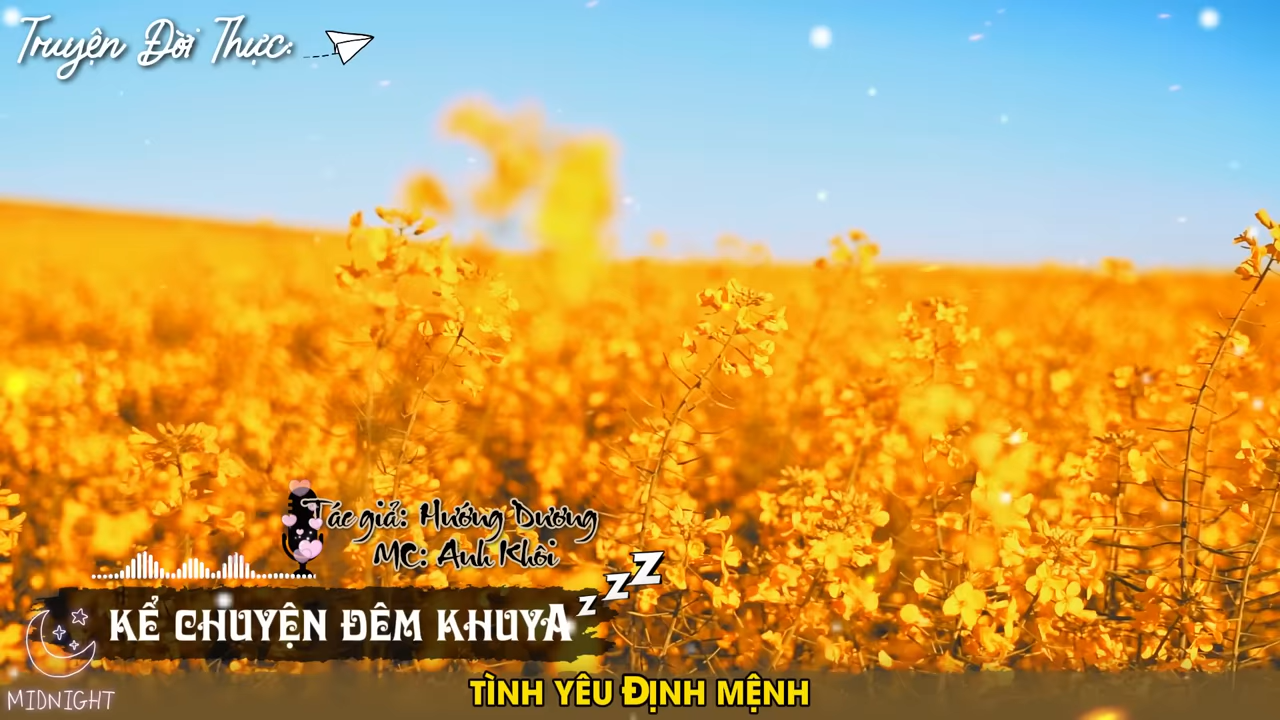 Truyện Đời Thực:
Tác giả: Hướng Dương
MC: Anh Khôi
KỂ CHUYỆN ĐÊM KHUYA z z z
MIDNIGHT
TÌNH YÊU ĐỊNH MỆNH